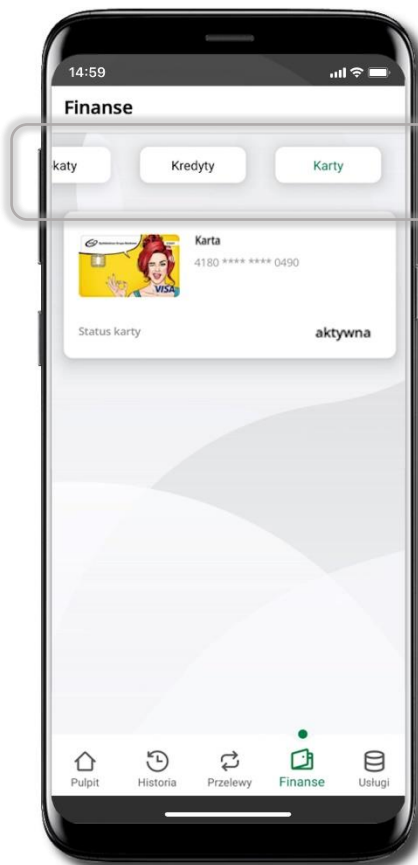 14:59
Finanse
katy
Kredyty
Karty
Karta
4180 **** **** 0490
VISA
Status karty
aktywna
Pulpit
Historia
Przelewy
Finanse
Usługi